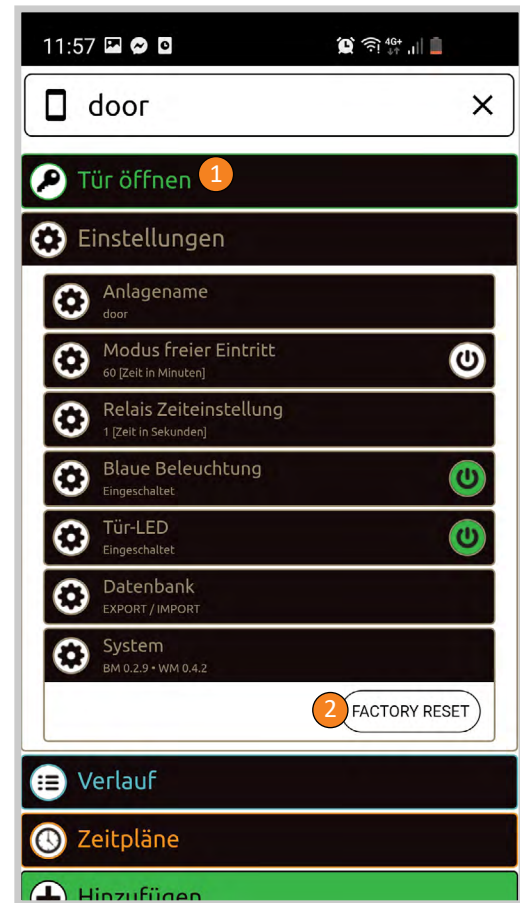 11:57 4G+
door
Tür öffnen 1
Einstellungen
Anlagename
door
Modus freier Eintritt
60 [Zeit in Minuten]
Relais Zeiteinstellung
1 [Zeit in Sekunden]
Blaue Beleuchtung
Eingeschaltet
Tür-LED
Eingeschaltet
Datenbank
EXPORT / IMPORT
System
BM 0.2.9 • WM 0.4.2
2 FACTORY RESET
Verlauf
Zeitpläne
Hinzufügen